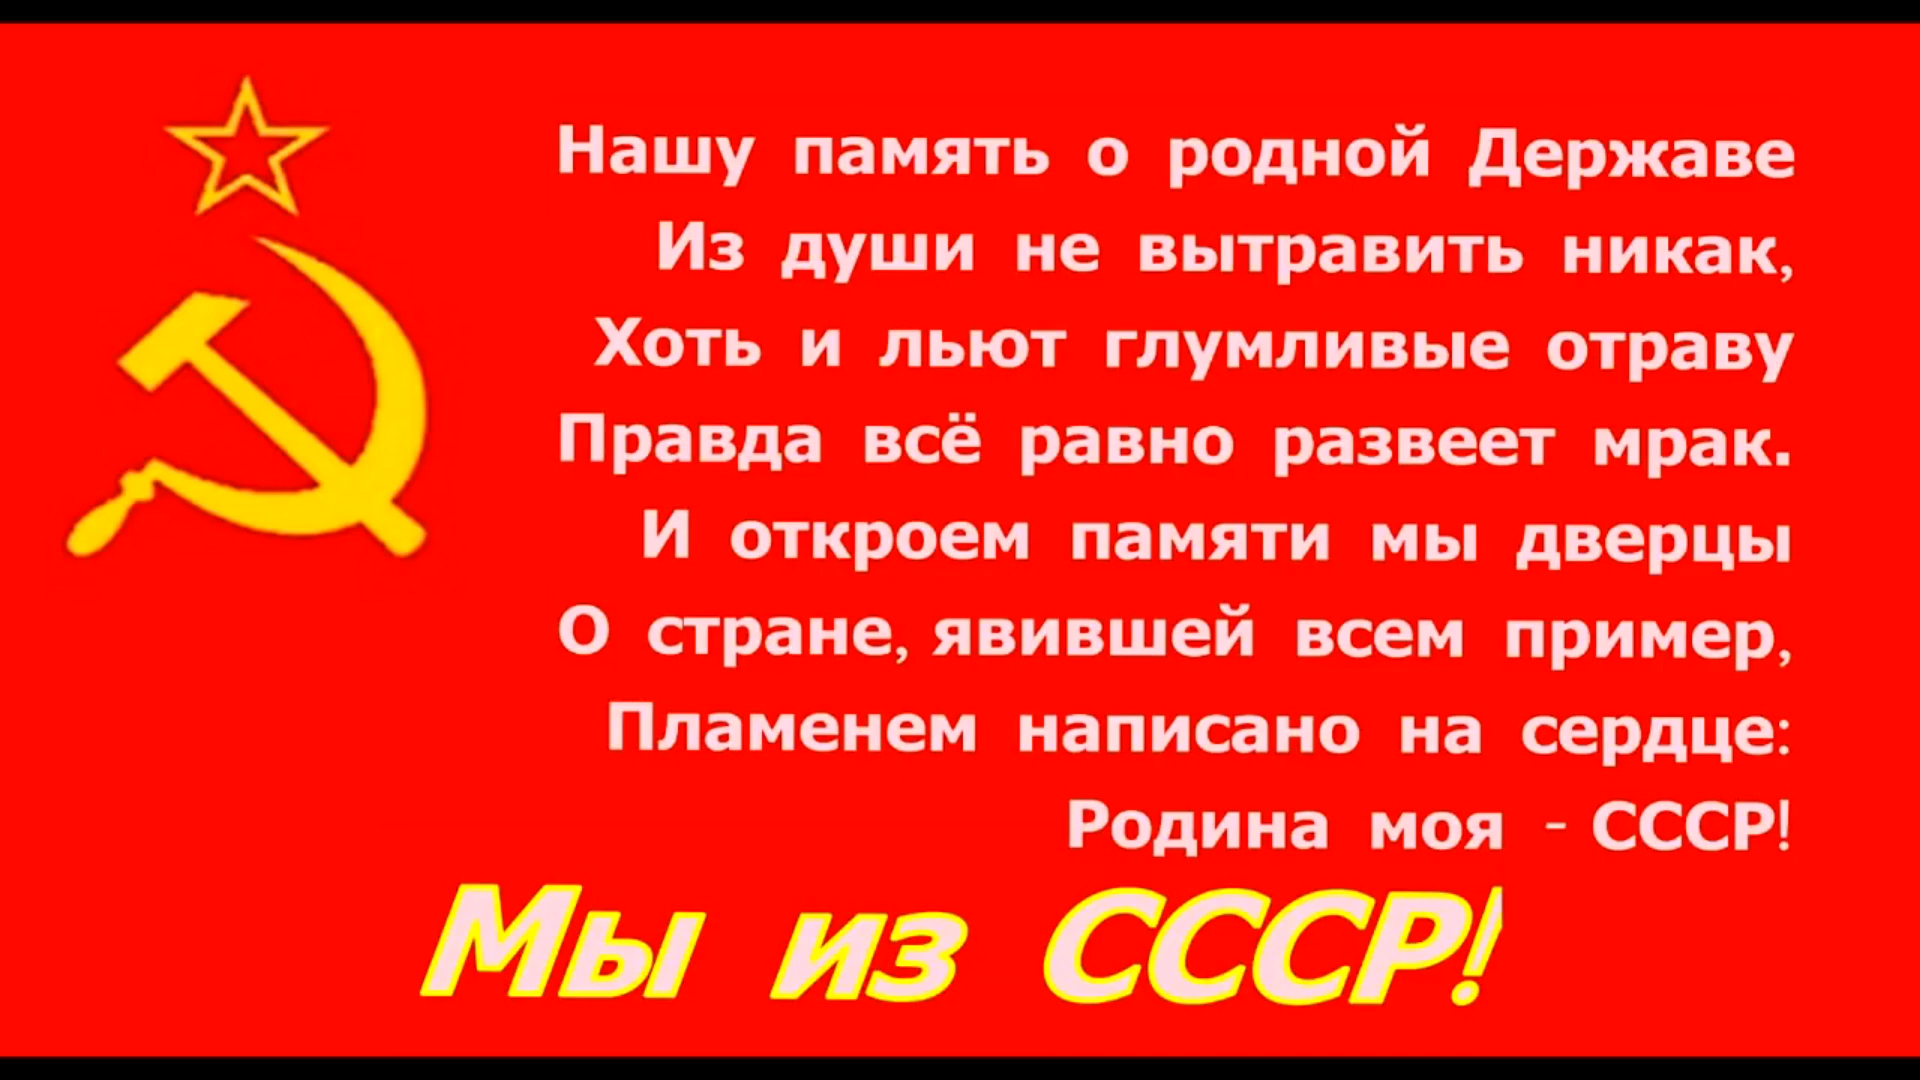 Нашу память о родной Державе
Из души не вытравить никак,
Хоть и льют глумливые отраву
Правда всё равно развеет мрак.
И откроем памяти мы дверцы
О стране, явившей всем пример,
Пламенем написано на сердце:
Родина моя - СССР!
Мы из СССР!